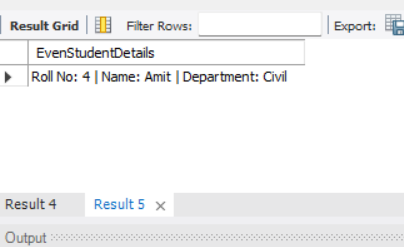 Result Grid Filter Rows: Export:
EvenStudentDetails
Roll No: 4 | Name: Amit | Department: Civil
Result 4 Result 5
Output